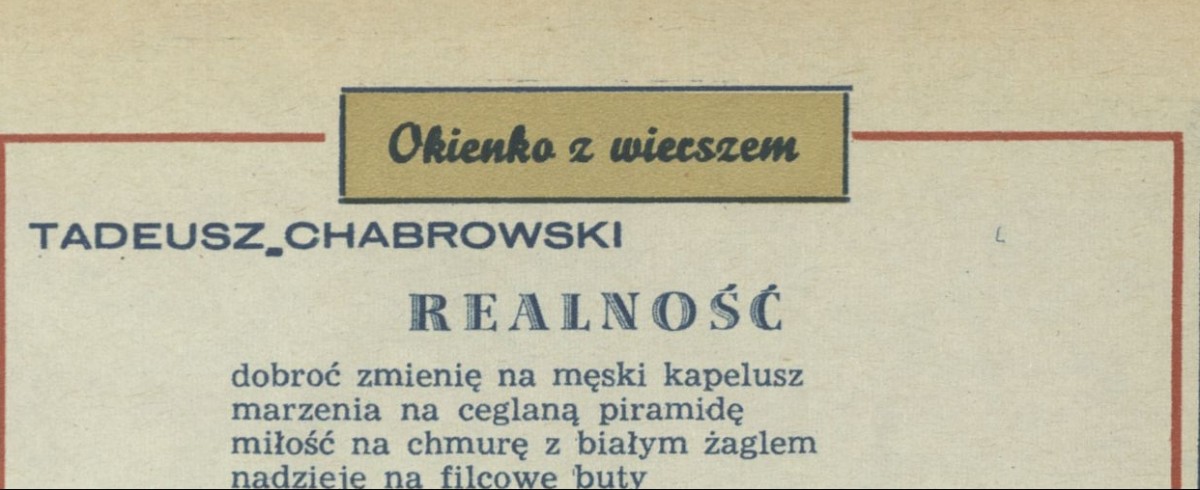 Okienko z wierszem
TADEUSZ CHABROWSKI
REALNOŚĆ
dobroć zmienię na męski kapelusz
marzenia na ceglaną piramidę
miłość na chmurę z białym żaglem
nadzieję na filcowe buty